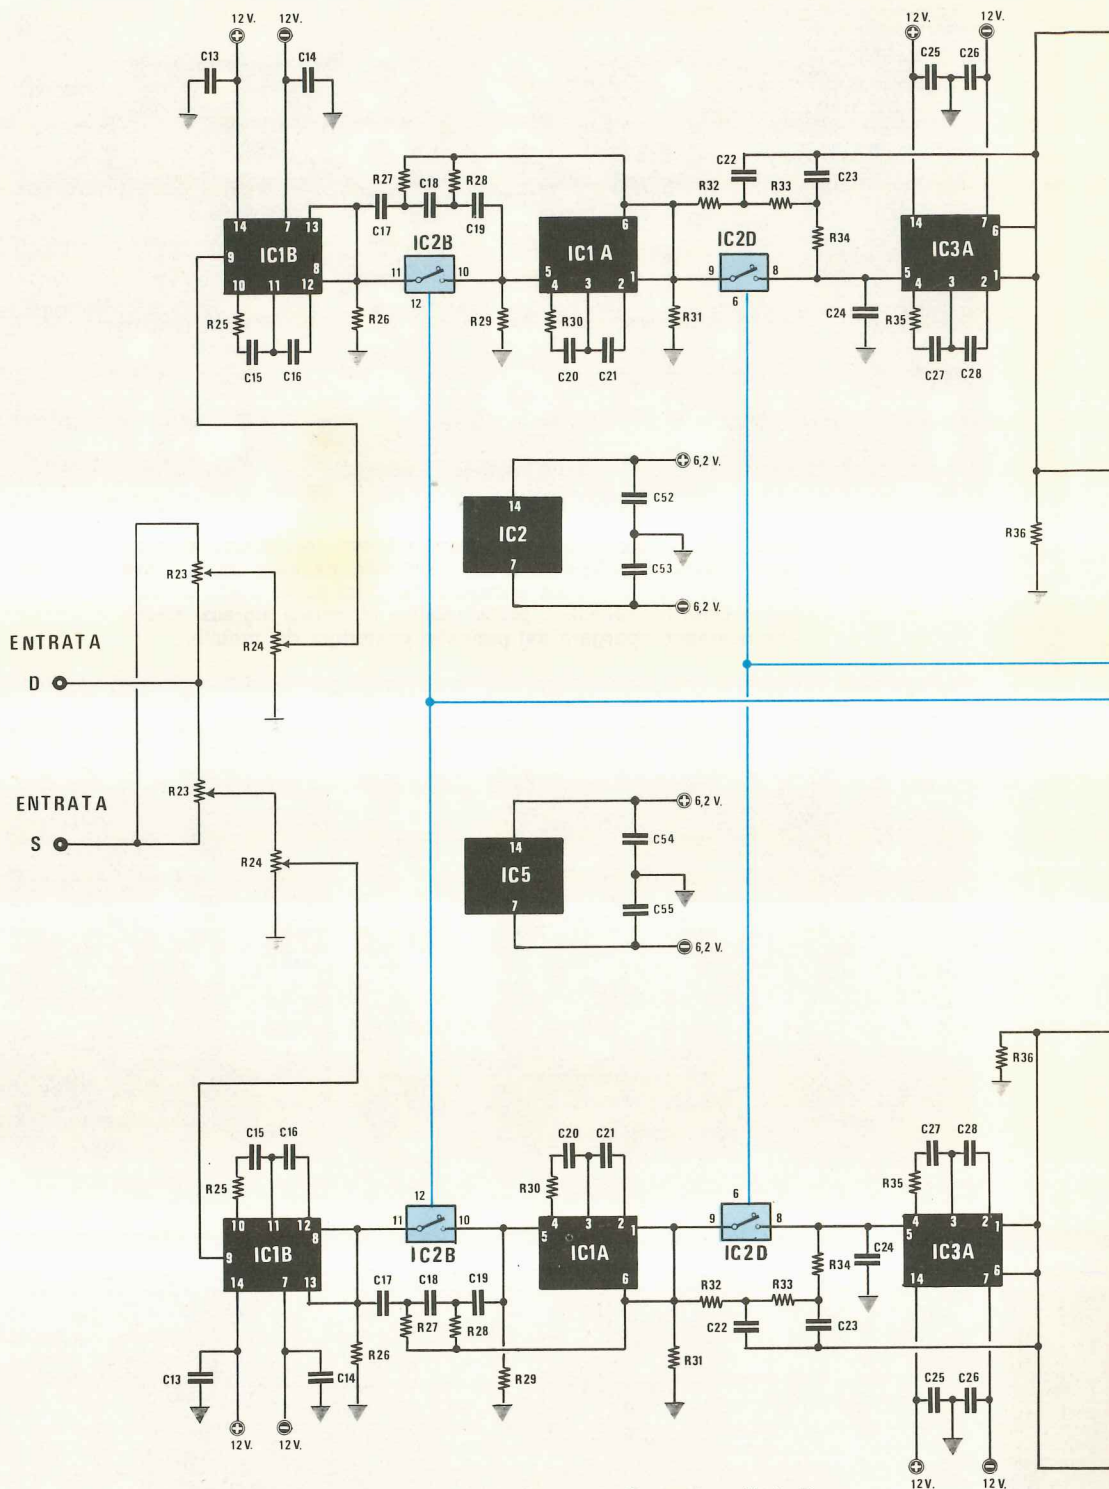 12 V.
12 V.
12 V.
12 V.
C13
C14
C25
C26
R27
C18
R28
C17
C19
C22
R32
R33
C23
14
7
13
IC1B
9
8
10
11
12
IC2B
11
10
12
6
IC1 A
5
1
4
3
2
IC2D
9
8
6
R34
14
7
6
IC3A
5
1
4
3
2
R25
C15
C16
R26
R29
R30
C20
C21
R31
C24
R35
C27
C28
14
IC2
7
6,2 V.
C52
C53
6,2 V.
R36
R23
R24
ENTRATA
D
R23
R24
ENTRATA
S
14
IC5
7
6,2 V.
C54
C55
6,2 V.
R36
C15
C16
R25
C20
C21
R30
C27
C28
R35
10
11
12
9
8
IC1B
14
7
13
12
11
10
IC2B
4
3
2
5
1
IC1A
6
6
9
8
IC2D
4
3
2
5
1
IC3A
14
7
6
C17
C18
C19
R27
R28
R26
R29
R32
R33
R34
C24
C22
C23
R31
C13
C14
12 V.
12 V.
C25
C26
12 V.
12 V.